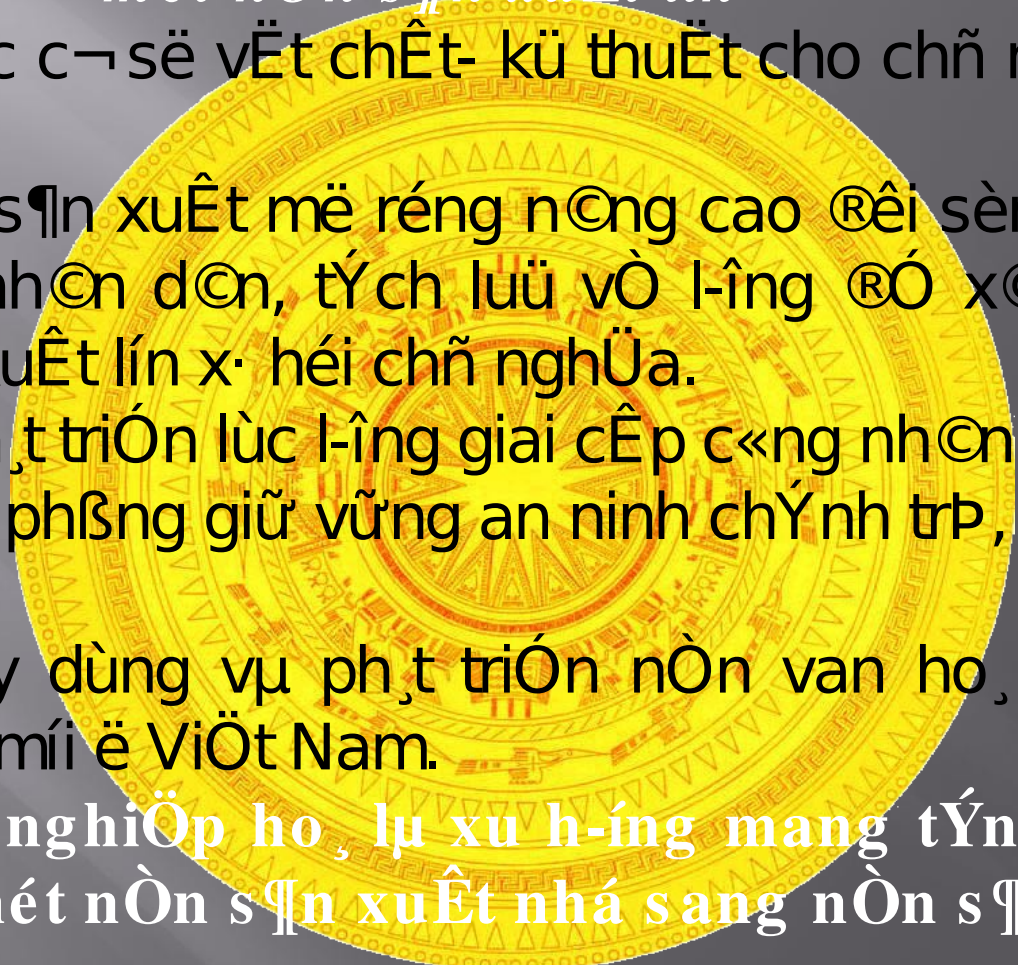 c c¬ së vËt chÊt- kü thuËt cho chñ
s¶n xuÊt më réng n©ng cao ®êi sèn
nh©n d©n, tÝch luü vÒ l-îng ®Ó x©
uÊt lín x· héi chñ nghÜa.
¸t triÓn lùc l-îng giai cÊp c«ng nh©n
phßng giữ vững an ninh chÝnh trÞ,
y dùng vµ ph¸t triÓn nÒn van ho¸
míi ë ViÖt Nam.
nghiÖp ho¸ lµ xu h-íng mang tÝn
nét nÒn s¶n xuÊt nhá sang nÒn s¶